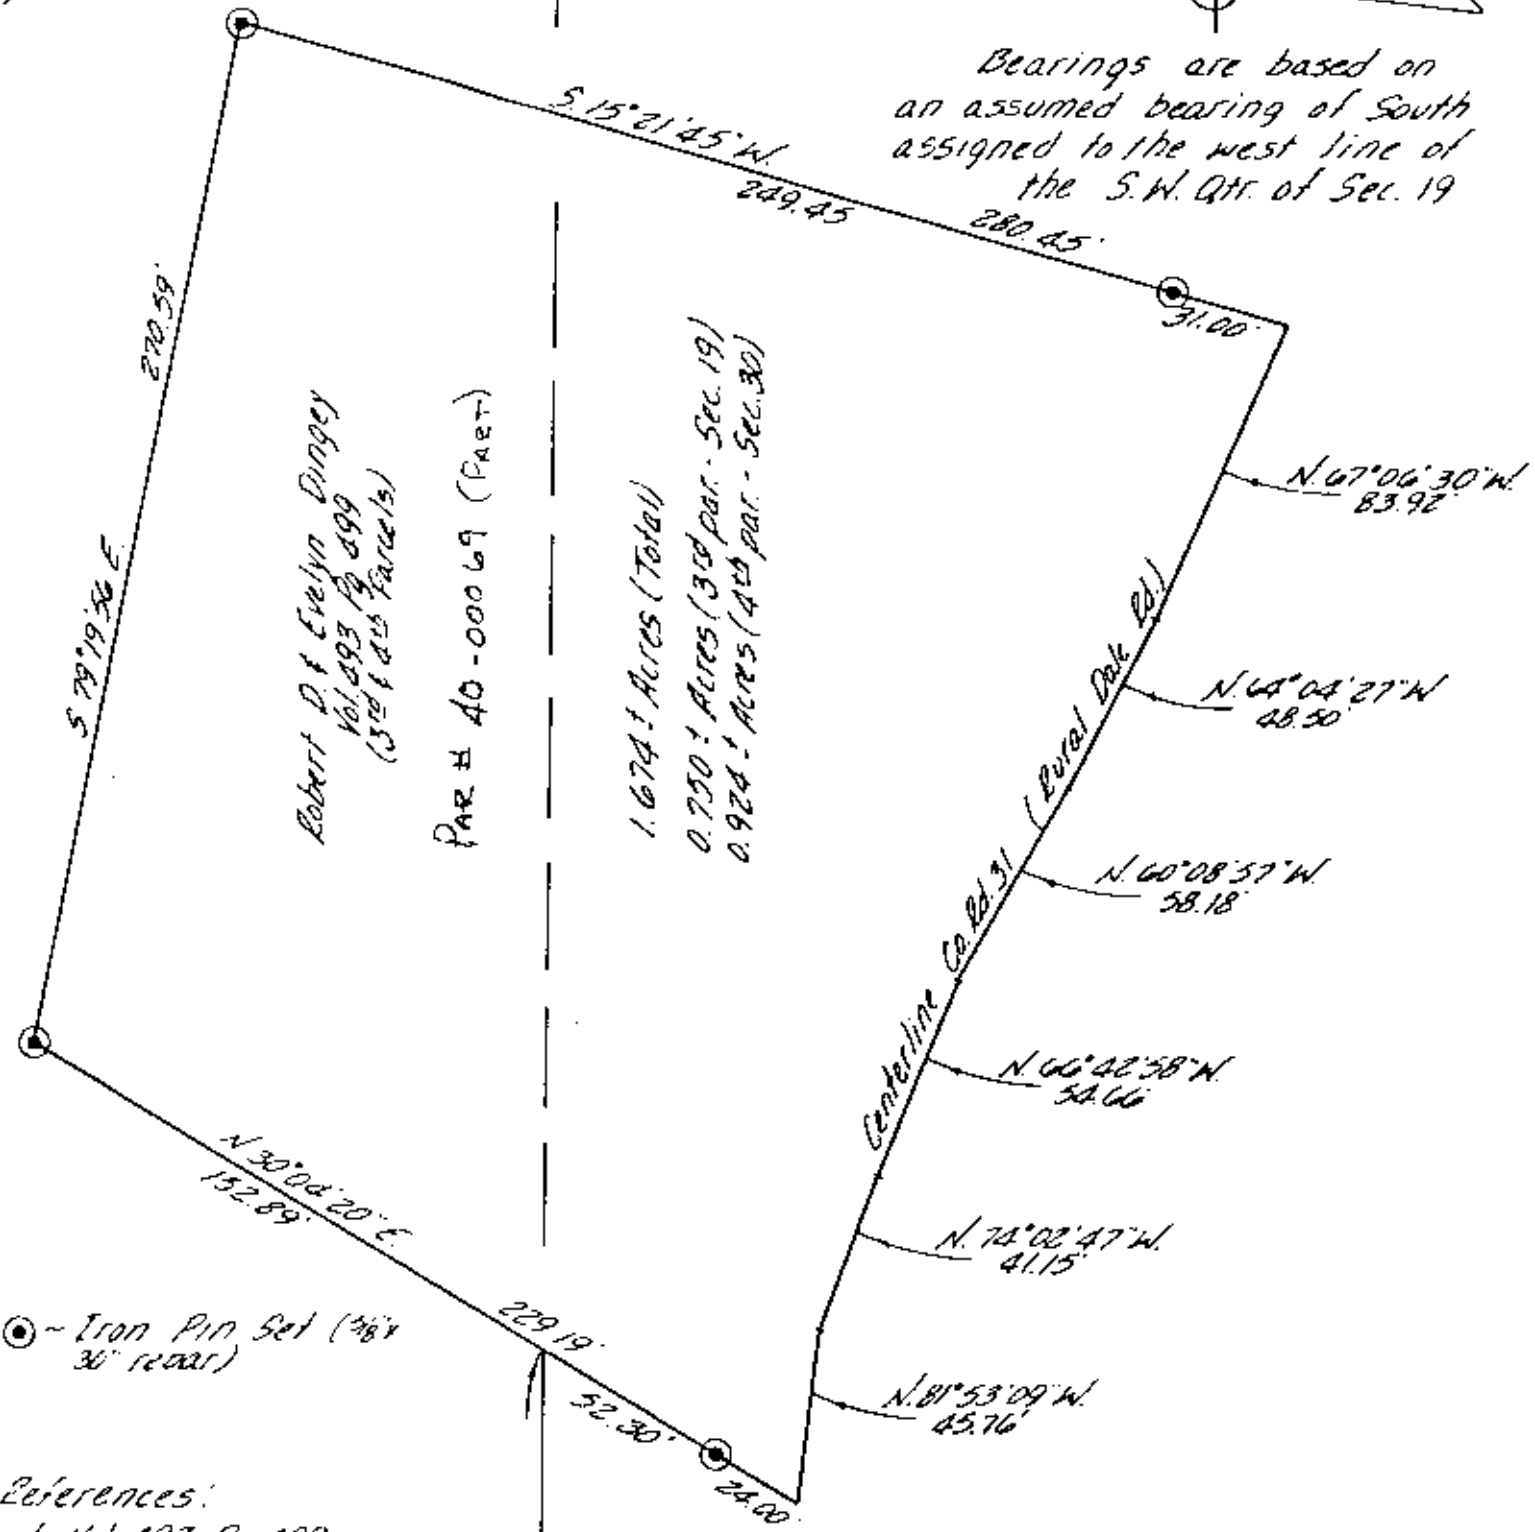 Bearings are based on
an assumed bearing of South
assigned to the west line of
the S.W. Qtr. of Sec. 19
S. 15°21'45" W.
249.45
280.45'
31.00'
270.59'
S 79°19'56 E.
Robert D. & Evelyn Dingey
Vol. 493 Pg 499
(3rd & 4th Parcels)
PAR # 40-00069 (PART)
1.674 ± Acres (Total)
0.750 ± Acres (3rd par. - Sec. 19)
0.924 ± Acres (4th par. - Sec. 30)
N. 67°06'30" W.
83.92'
N. 64°04'27" W
48.50'
N. 60°08'57" W.
58.18'
N. 66°42'58" W.
54.66'
N. 74°02'47" W.
41.15'
N. 81°53'09" W.
45.76'
Centerline Co. Rd. 31 (Rural Dale Rd.)
N 30°04'20" E.
152.89'
229.19'
52.30'
24.00'
~ Iron Pin Set (5/8" x
30" rebar)
References: